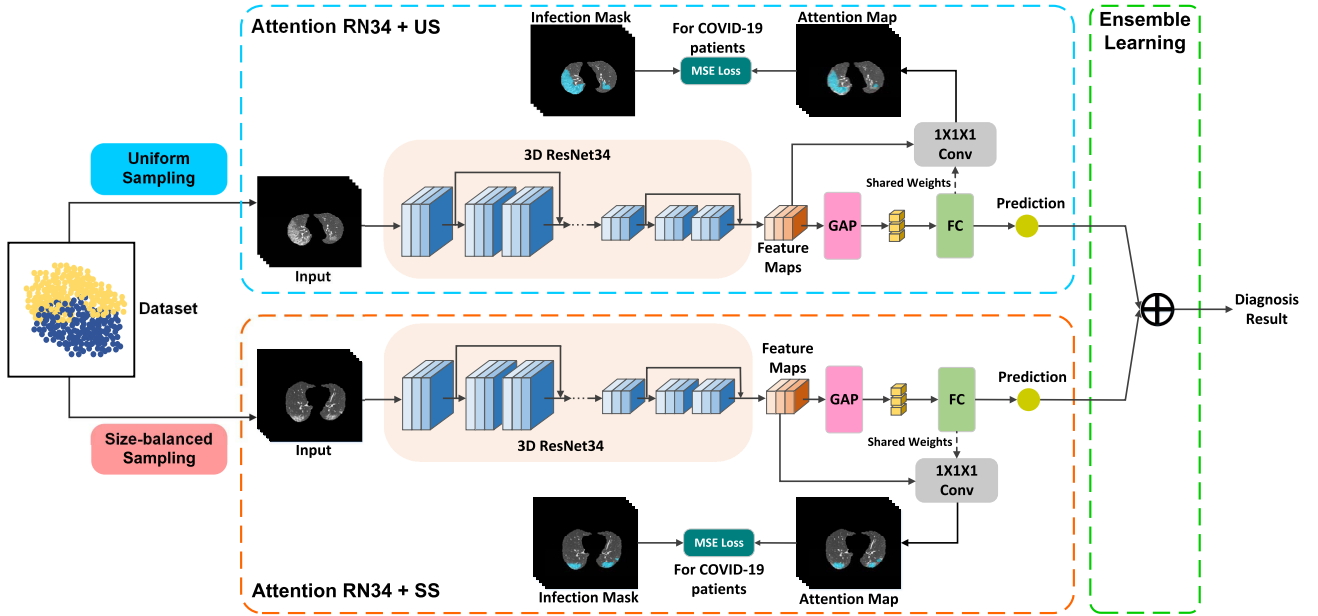 Attention RN34 + US
Infection Mask
For COVID-19
patients
MSE Loss
Attention Map
Ensemble
Learning
Uniform
Sampling
3D ResNet34
1X1X1
Conv
Shared Weights
Input
Feature
Maps
GAP
FC
Prediction
Dataset
Diagnosis
Result
Size-balanced
Sampling
Input
3D ResNet34
Feature
Maps
GAP
FC
Prediction
Shared Weights
1X1X1
Conv
MSE Loss
For COVID-19
patients
Infection Mask
Attention Map
Attention RN34 + SS